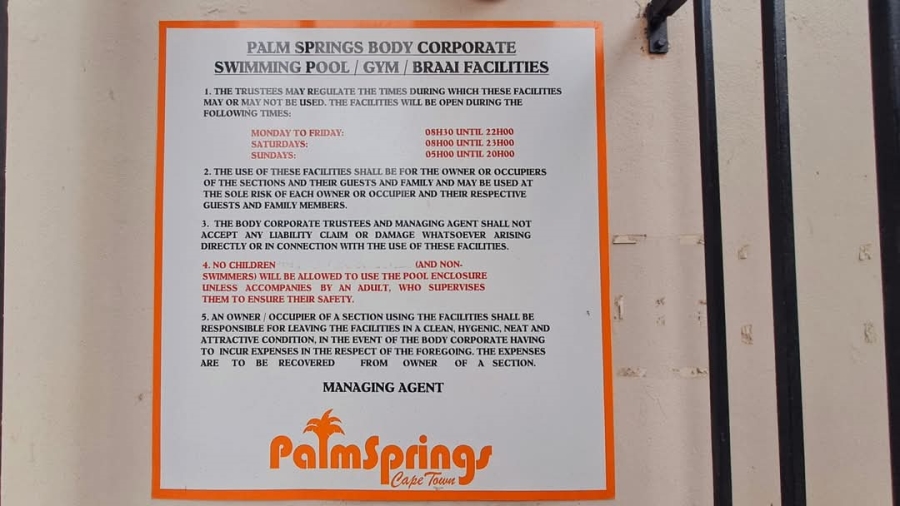 PALM SPRINGS BODY CORPORATE
SWIMMING POOL / GYM / BRAAI FACILITIES
1. THE TRUSTEES MAY REGULATE THE TIMES DURING WHICH THESE FACILITIES
MAY OR MAY NOT BE USED. THE FACILITIES WILL BE OPEN DURING THE
FOLLOWING TIMES:
MONDAY TO FRIDAY: 08H30 UNTIL 22H00
SATURDAYS: 08H00 UNTIL 23H00
SUNDAYS: 05H00 UNTIL 20H00
2. THE USE OF THESE FACILITIES SHALL BE FOR THE OWNER OR OCCUPIERS
OF THE SECTIONS AND THEIR GUESTS AND FAMILY AND MAY BE USED AT
THE SOLE RISK OF EACH OWNER OR OCCUPIER AND THEIR RESPECTIVE
GUESTS AND FAMILY MEMBERS.
3. THE BODY CORPORATE TRUSTEES AND MANAGING AGENT SHALL NOT
ACCEPT ANY LIABILITY CLAIM OR DAMAGE WHATSOEVER ARISING
DIRECTLY OR IN CONNECTION WITH THE USE OF THESE FACILITIES.
4. NO CHILDREN (AND NON-
SWIMMERS) WILL BE ALLOWED TO USE THE POOL ENCLOSURE
UNLESS ACCOMPANIES BY AN ADULT, WHO SUPERVISES
THEM TO ENSURE THEIR SAFETY.
5. AN OWNER / OCCUPIER OF A SECTION USING THE FACILITIES SHALL BE
RESPONSIBLE FOR LEAVING THE FACILITIES IN A CLEAN, HYGENIC, NEAT AND
ATTRACTIVE CONDITION, IN THE EVENT OF THE BODY CORPORATE HAVING
TO INCUR EXPENSES IN THE RESPECT OF THE FOREGOING. THE EXPENSES
ARE TO BE RECOVERED FROM OWNER OF A SECTION.
MANAGING AGENT
PalmSprings
Cape Town